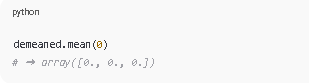 python
demeaned.mean(0)
# → array([0., 0., 0.])